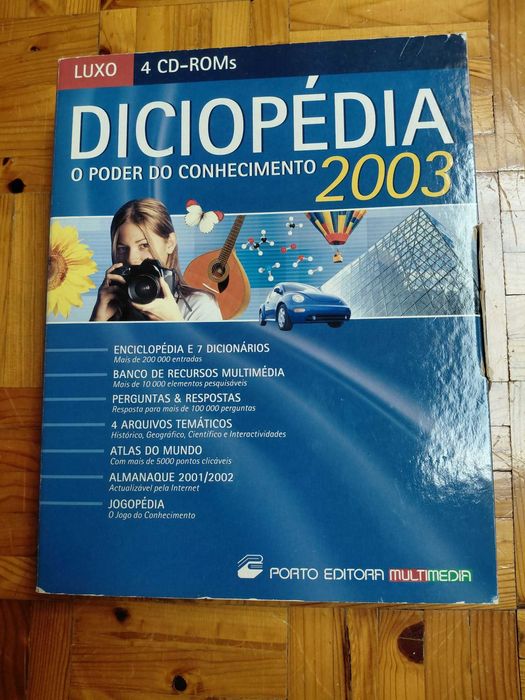 LUXO
4 CD-ROMs
DICIOPÉDIA
O PODER DO CONHECIMENTO
2003
ENCICLOPÉDIA E 7 DICIONÁRIOS
Mais de 200 000 entradas
BANCO DE RECURSOS MULTIMÉDIA
Mais de 10 000 elementos pesquisáveis
PERGUNTAS & RESPOSTAS
Resposta para mais de 100 000 perguntas
4 ARQUIVOS TEMÁTICOS
Histórico, Geográfico, Científico e Interactividades
ATLAS DO MUNDO
Com mais de 5000 pontos clicáveis
ALMANAQUE 2001/2002
Actualizável pela Internet
JOGOPÉDIA
O Jogo do Conhecimento
PORTO EDITORA MULTIMEDIA